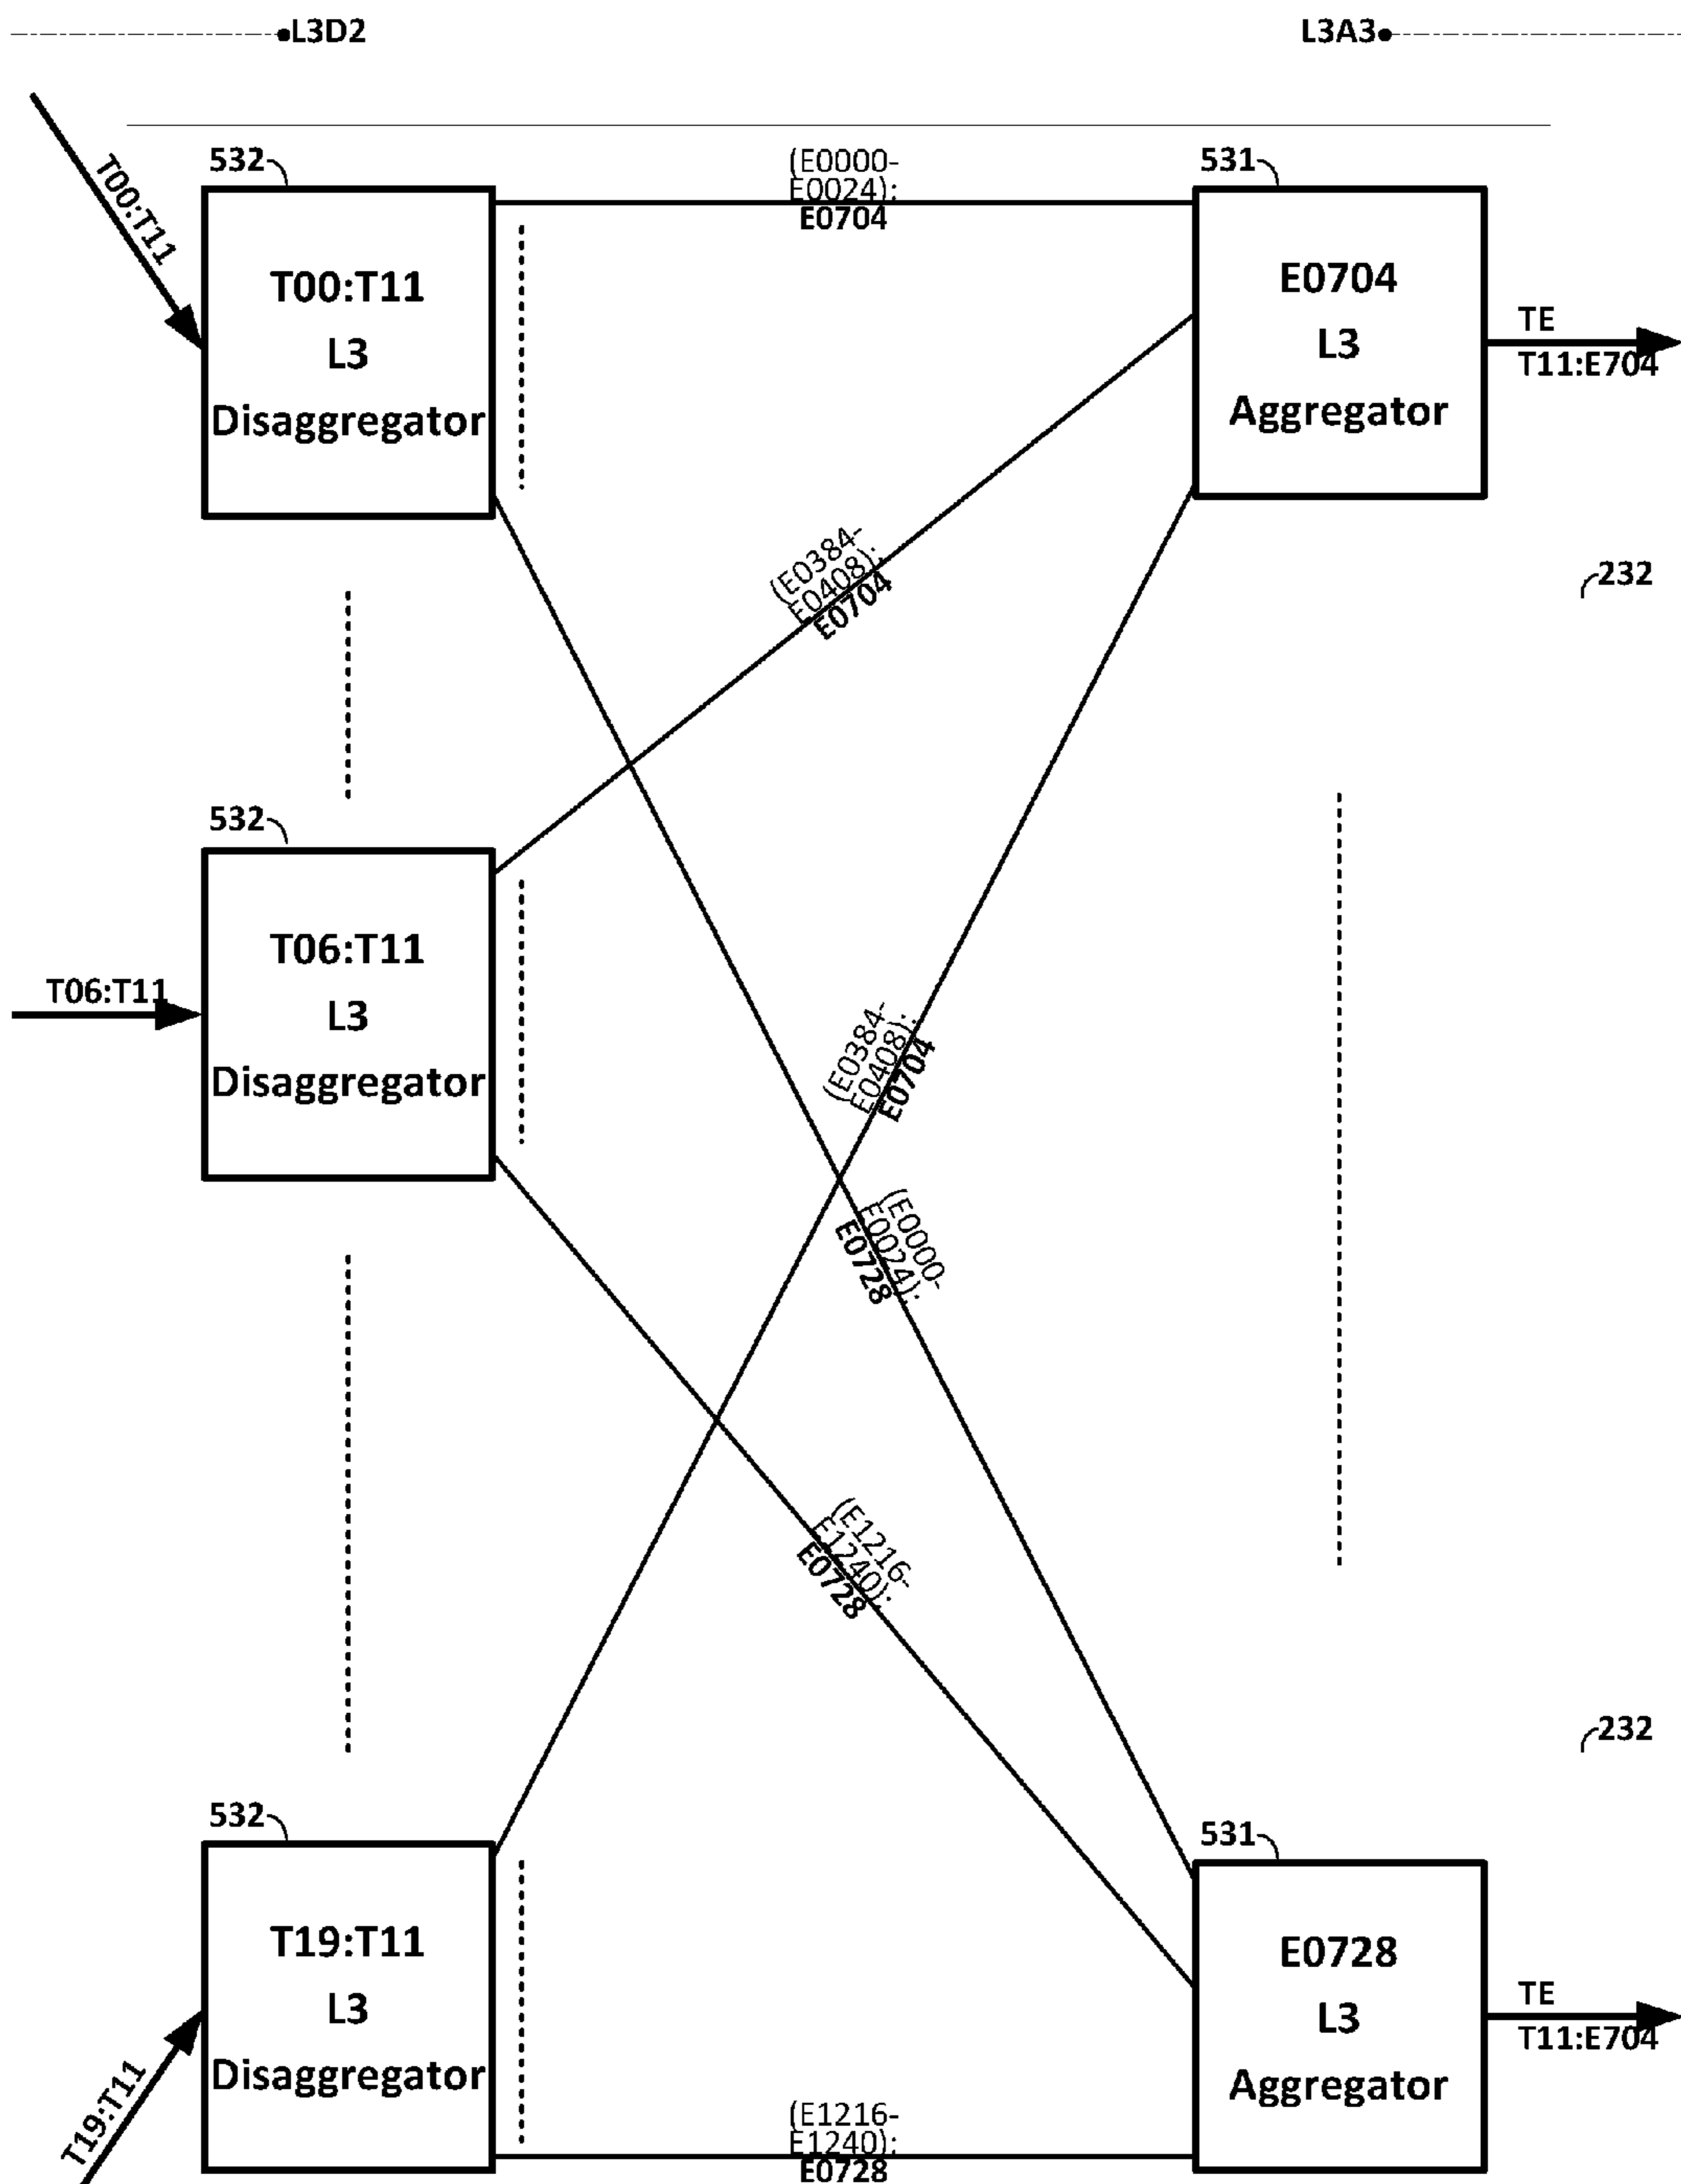 L3D2
L3A3
T00:T11
532
(E0000-
E0024):
E0704
531
T00:T11
L3
Disaggregator
E0704
L3
Aggregator
TE
T11:E704
(E0384-
E0408):
E0704
232
532
T06:T11
T06:T11
L3
Disaggregator
(E0384-
E0408):
E0704
(E0000-
E0024):
E0728
(E1216-
E1240):
E0728
232
532
531
T19:T11
T19:T11
L3
Disaggregator
E0728
L3
Aggregator
TE
T11:E704
(E1216-
E1240):
E0728